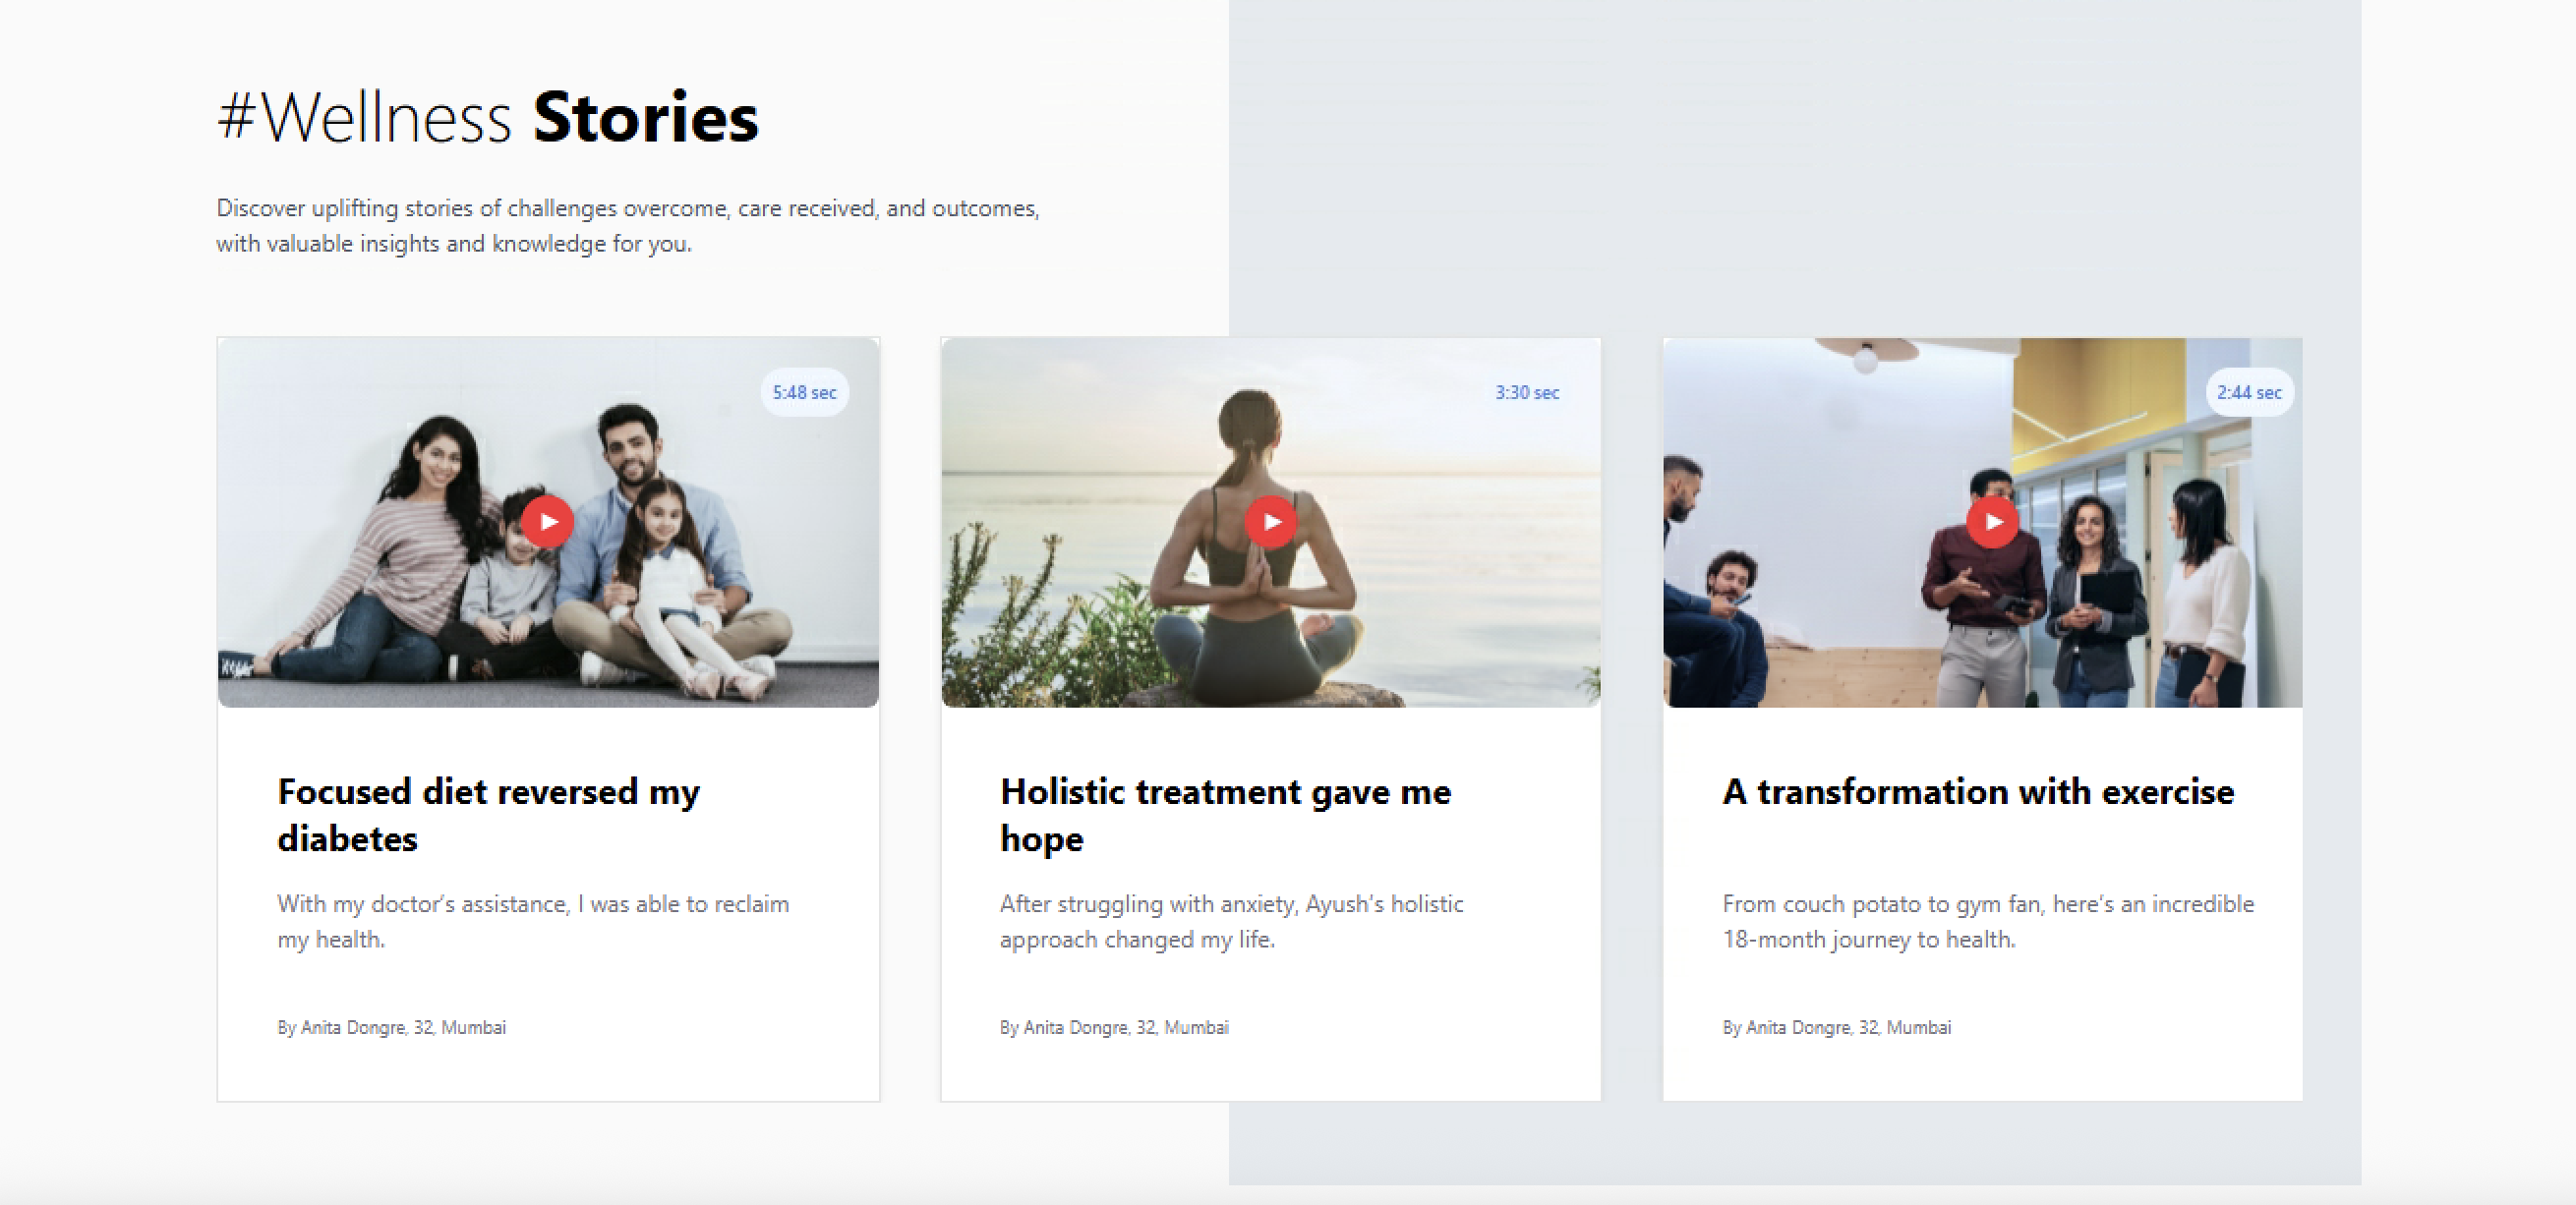 #Wellness Stories
Discover uplifting stories of challenges overcome, care received, and outcomes,
with valuable insights and knowledge for you.
5:48 sec
Focused diet reversed my
diabetes
With my doctor’s assistance, I was able to reclaim
my health.
By Anita Dongre, 32, Mumbai
3:30 sec
Holistic treatment gave me
hope
After struggling with anxiety, Ayush’s holistic
approach changed my life.
By Anita Dongre, 32, Mumbai
2:44 sec
A transformation with exercise
From couch potato to gym fan, here’s an incredible
18-month journey to health.
By Anita Dongre, 32, Mumbai